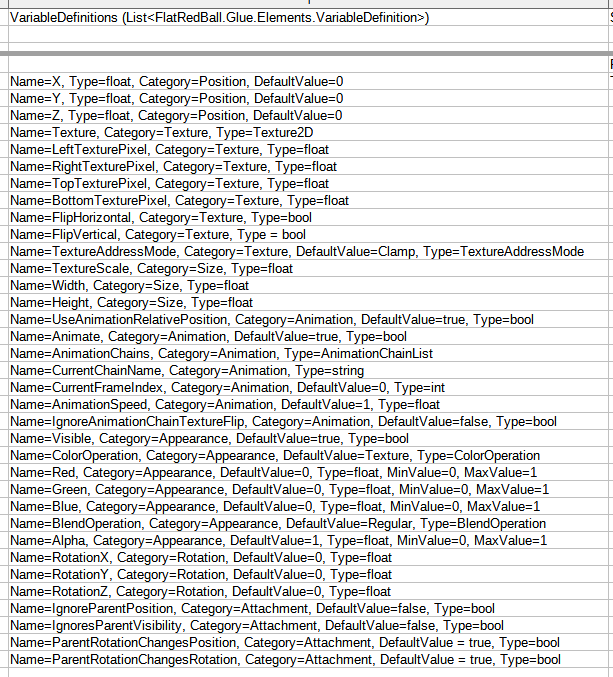 VariableDefinitions (List<FlatRedBall.Glue.Elements.VariableDefinition>)
Name=X, Type=float, Category=Position, DefaultValue=0
Name=Y, Type=float, Category=Position, DefaultValue=0
Name=Z, Type=float, Category=Position, DefaultValue=0
Name=Texture, Category=Texture, Type=Texture2D
Name=LeftTexturePixel, Category=Texture, Type=float
Name=RightTexturePixel, Category=Texture, Type=float
Name=TopTexturePixel, Category=Texture, Type=float
Name=BottomTexturePixel, Category=Texture, Type=float
Name=FlipHorizontal, Category=Texture, Type=bool
Name=FlipVertical, Category=Texture, Type = bool
Name=TextureAddressMode, Category=Texture, DefaultValue=Clamp, Type=TextureAddressMode
Name=TextureScale, Category=Size, Type=float
Name=Width, Category=Size, Type=float
Name=Height, Category=Size, Type=float
Name=UseAnimationRelativePosition, Category=Animation, DefaultValue=true, Type=bool
Name=Animate, Category=Animation, DefaultValue=true, Type=bool
Name=AnimationChains, Category=Animation, Type=AnimationChainList
Name=CurrentChainName, Category=Animation, Type=string
Name=CurrentFrameIndex, Category=Animation, DefaultValue=0, Type=int
Name=AnimationSpeed, Category=Animation, DefaultValue=1, Type=float
Name=IgnoreAnimationChainTextureFlip, Category=Animation, DefaultValue=false, Type=bool
Name=Visible, Category=Appearance, DefaultValue=true, Type=bool
Name=ColorOperation, Category=Appearance, DefaultValue=Texture, Type=ColorOperation
Name=Red, Category=Appearance, DefaultValue=0, Type=float, MinValue=0, MaxValue=1
Name=Green, Category=Appearance, DefaultValue=0, Type=float, MinValue=0, MaxValue=1
Name=Blue, Category=Appearance, DefaultValue=0, Type=float, MinValue=0, MaxValue=1
Name=BlendOperation, Category=Appearance, DefaultValue=Regular, Type=BlendOperation
Name=Alpha, Category=Appearance, DefaultValue=1, Type=float, MinValue=0, MaxValue=1
Name=RotationX, Category=Rotation, DefaultValue=0, Type=float
Name=RotationY, Category=Rotation, DefaultValue=0, Type=float
Name=RotationZ, Category=Rotation, DefaultValue=0, Type=float
Name=IgnoreParentPosition, Category=Attachment, DefaultValue=false, Type=bool
Name=IgnoresParentVisibility, Category=Attachment, DefaultValue=false, Type=bool
Name=ParentRotationChangesPosition, Category=Attachment, DefaultValue = true, Type=bool
Name=ParentRotationChangesRotation, Category=Attachment, DefaultValue = true, Type=bool